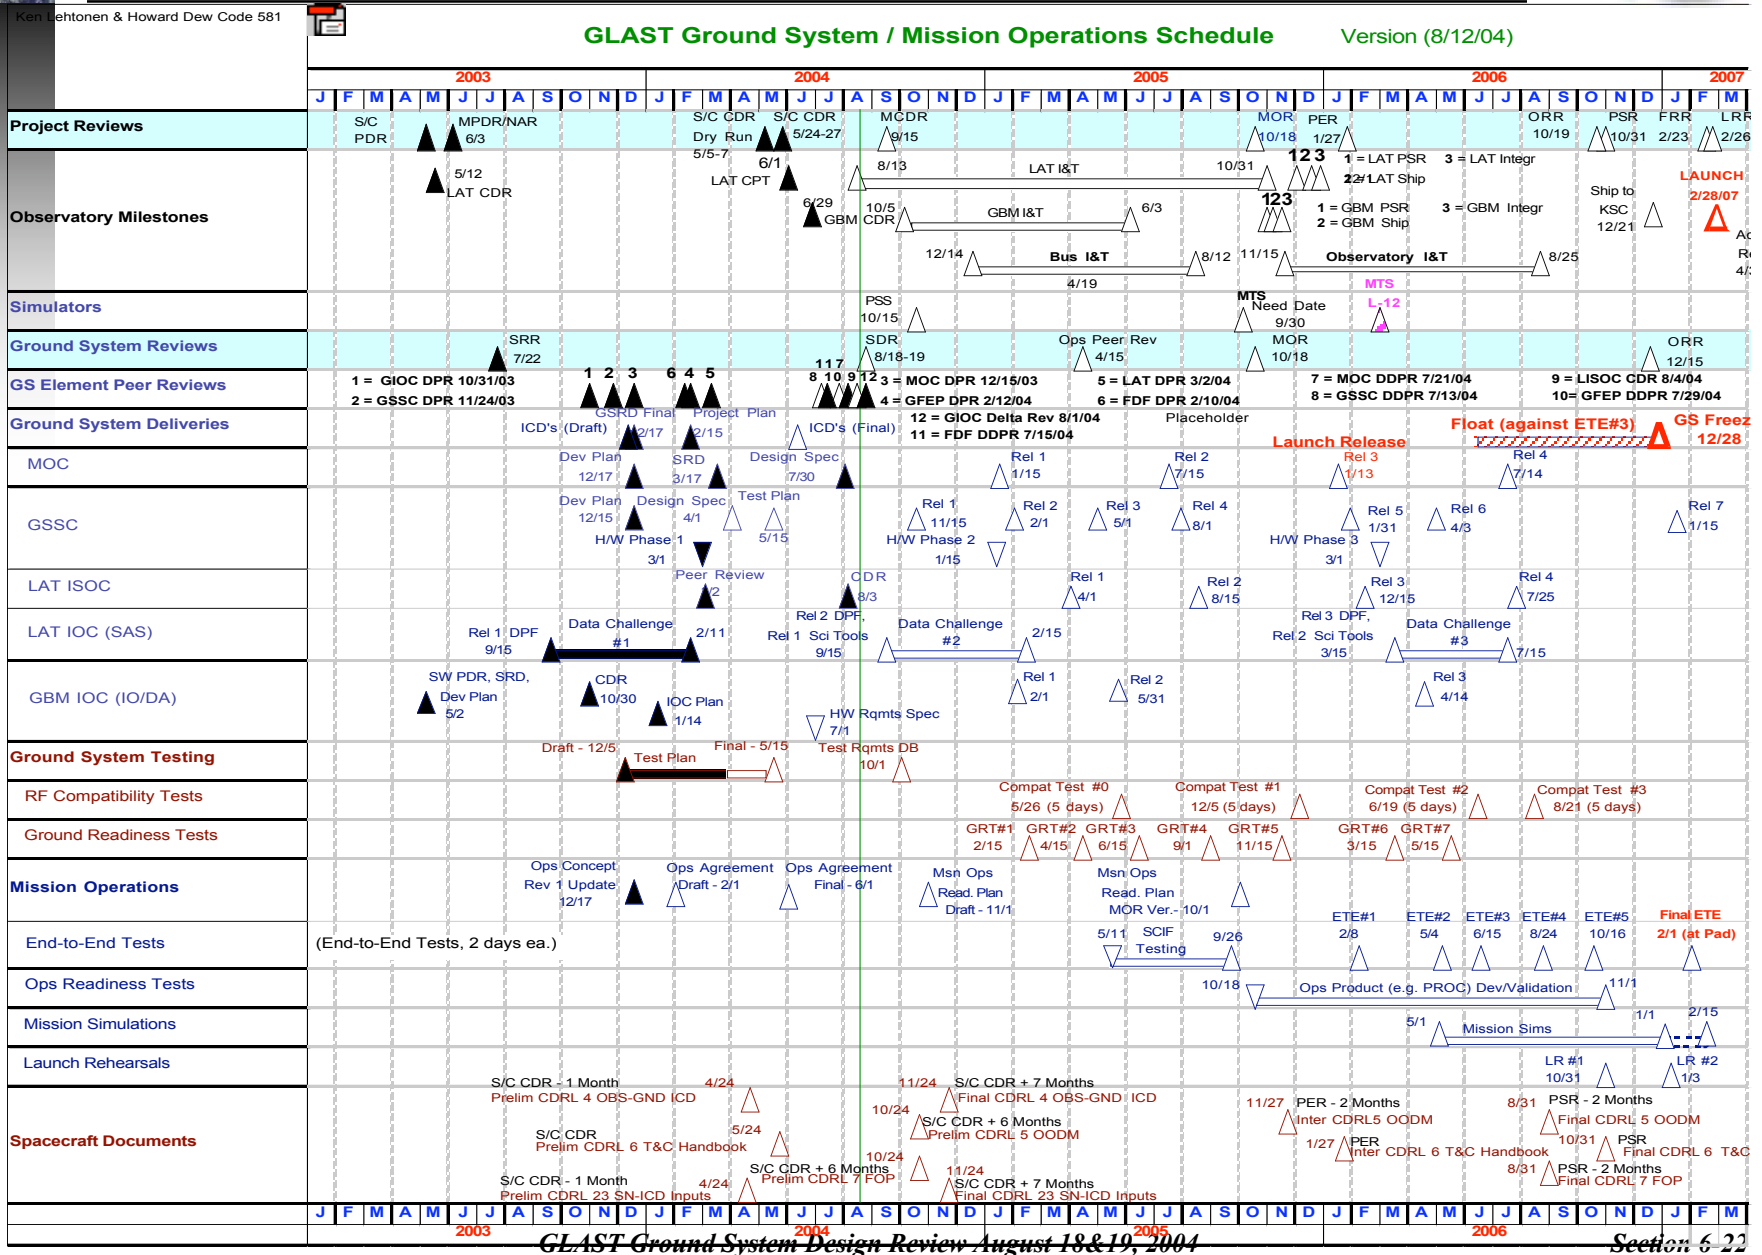 Ken Lehtonen & Howard Dew Code 581
GLAST Ground System / Mission Operations Schedule Version (8/12/04)
2003 2004 2005 2006 2007
J F M A M J J A S O N D J F M A M J J A S O N D J F M A M J J A S O N D J F M A M J J A S O N D J F M
Project Reviews
S/C PDR
MPDR/NAR 6/3
S/C CDR Dry Run 5/5-7
S/C CDR 5/24-27
MCDR 9/15
MOR 10/18
PER 1/27
ORR 10/19
PSR 10/31
FRR 2/23
LRR 2/26
Observatory Milestones
5/12 LAT CDR
6/1 LAT CPT
8/13 LAT I&T 10/31
1 2 3
1 = LAT PSR 3 = LAT Integr
2 = LAT Ship
6/29 GBM CDR
10/5 GBM I&T 6/3
1 2 3
1 = GBM PSR 3 = GBM Integr
2 = GBM Ship
Ship to KSC 12/21
LAUNCH 2/28/07
12/14 Bus I&T 8/12
4/19
11/15 Observatory I&T 8/25
Simulators
PSS 10/15
MTS Need Date 9/30
MTS L-12
Ground System Reviews
SRR 7/22
SDR 8/18-19
Ops Peer Rev 4/15
MOR 10/18
ORR 12/15
GS Element Peer Reviews
1 = GIOC DPR 10/31/03
2 = GSSC DPR 11/24/03
1 2 3 6 4 5
11 7
8 10 9 12
3 = MOC DPR 12/15/03
4 = GFEP DPR 2/12/04
5 = LAT DPR 3/2/04
6 = FDF DPR 2/10/04
7 = MOC DDPR 7/21/04
8 = GSSC DDPR 7/13/04
9 = LISOC CDR 8/4/04
10= GFEP DDPR 7/29/04
12 = GIOC Delta Rev 8/1/04
11 = FDF DDPR 7/15/04
Placeholder
Ground System Deliveries
ICD's (Draft)
GSRD Final 2/17
Project Plan 2/15
ICD's (Final)
Launch Release
Float (against ETE#3)
GS Freez 12/28
MOC
Dev Plan 12/17
SRD 3/17
Design Spec 7/30
Rel 1 1/15
Rel 2 7/15
Rel 3 1/13
Rel 4 7/14
GSSC
Dev Plan 12/15
Design Spec 4/1
Test Plan 5/15
H/W Phase 1 3/1
Rel 1 11/15
H/W Phase 2 1/15
Rel 2 2/1
Rel 3 5/1
Rel 4 8/1
H/W Phase 3 3/1
Rel 5 1/31
Rel 6 4/3
Rel 7 1/15
LAT ISOC
Peer Review
CDR 8/3
Rel 1 4/1
Rel 2 8/15
Rel 3 12/15
Rel 4 7/25
LAT IOC (SAS)
Rel 1 DPF 9/15
Data Challenge #1 2/11
Rel 2 DPF, Rel 1 Sci Tools 9/15
Data Challenge #2 2/15
Rel 3 DPF, Rel 2 Sci Tools 3/15
Data Challenge #3 7/15
GBM IOC (IO/DA)
SW PDR, SRD, Dev Plan 5/2
CDR 10/30
IOC Plan 1/14
HW Rqmts Spec 7/1
Rel 1 2/1
Rel 2 5/31
Rel 3 4/14
Ground System Testing
Draft - 12/5 Test Plan Final - 5/15
Test Rqmts DB 10/1
RF Compatibility Tests
Compat Test #0 5/26 (5 days)
Compat Test #1 12/5 (5 days)
Compat Test #2 6/19 (5 days)
Compat Test #3 8/21 (5 days)
Ground Readiness Tests
GRT#1 2/15
GRT#2 4/15
GRT#3 6/15
GRT#4 9/1
GRT#5 11/15
GRT#6 3/15
GRT#7 5/15
Mission Operations
Ops Concept Rev 1 Update 12/17
Ops Agreement Draft - 2/1
Ops Agreement Final - 6/1
Msn Ops Read. Plan Draft - 11/1
Msn Ops Read. Plan MOR Ver.- 10/1
End-to-End Tests
(End-to-End Tests, 2 days ea.)
5/11 SCIF Testing 9/26
ETE#1 2/8
ETE#2 5/4
ETE#3 6/15
ETE#4 8/24
ETE#5 10/16
Final ETE 2/1 (at Pad)
Ops Readiness Tests
10/18 Ops Product (e.g. PROC) Dev/Validation 11/1
Mission Simulations
5/1 Mission Sims 1/1 2/15
Launch Rehearsals
LR #1 10/31
LR #2 1/3
Spacecraft Documents
S/C CDR - 1 Month 4/24
Prelim CDRL 4 OBS-GND ICD
11/24 S/C CDR + 7 Months
Final CDRL 4 OBS-GND ICD
S/C CDR 5/24
Prelim CDRL 6 T&C Handbook
10/24 S/C CDR + 6 Months
Prelim CDRL 5 OODM
11/27 PER - 2 Months
Inter CDRL5 OODM
8/31 PSR - 2 Months
Final CDRL 5 OODM
1/27 PER
Inter CDRL 6 T&C Handbook
10/31 PSR
Final CDRL 6 T&C
10/24 S/C CDR + 6 Months
Prelim CDRL 7 FOP
8/31 PSR - 2 Months
Final CDRL 7 FOP
S/C CDR - 1 Month 4/24
Prelim CDRL 23 SN-ICD Inputs
11/24 S/C CDR + 7 Months
Final CDRL 23 SN-ICD Inputs
J F M A M J J A S O N D J F M A M J J A S O N D J F M A M J J A S O N D J F M A M J J A S O N D J F M
2003 2004 2005 2006
GLAST Ground System Design Review August 18&19, 2004
Section 6-22